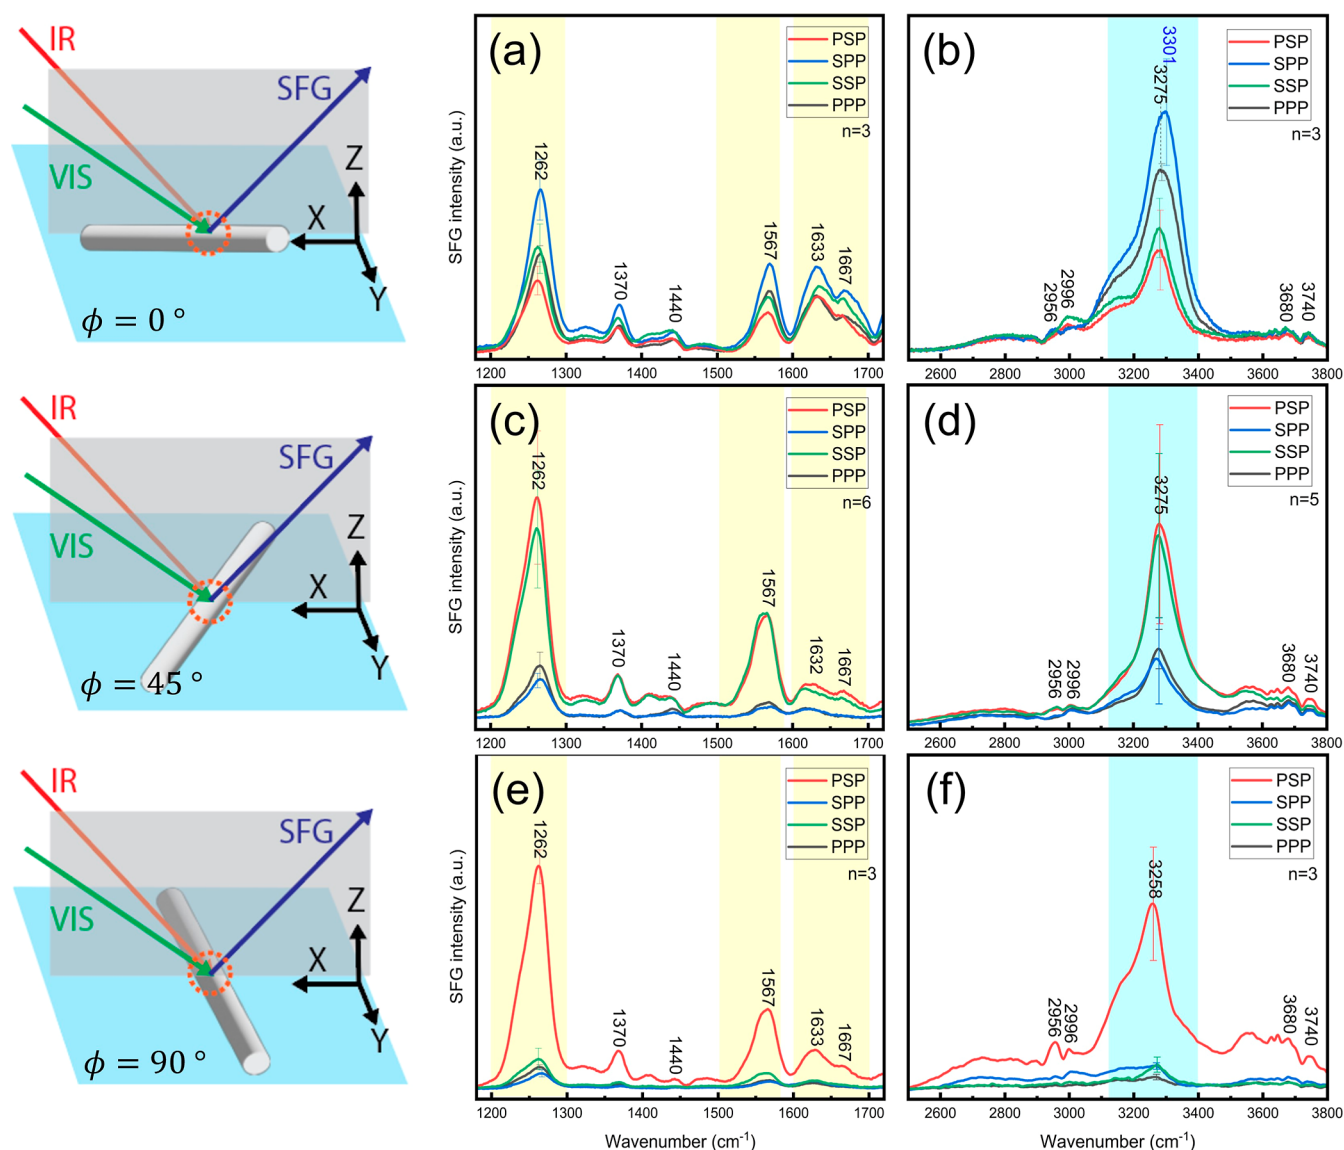 IR
SFG
VIS
Z
X
Y
ϕ = 0 °
(a)
PSP
SPP
SSP
PPP
n=3
1262
1370
1440
1567
1633
1667
SFG intensity (a.u.)
1200 1300 1400 1500 1600 1700
(b)
PSP
SPP
SSP
PPP
n=3
3301
3275
2956
2996
3680
3740
2600 2800 3000 3200 3400 3600 3800
IR
SFG
VIS
Z
X
Y
ϕ = 45 °
(c)
PSP
SPP
SSP
PPP
n=6
1262
1370
1440
1567
1632
1667
SFG intensity (a.u.)
1200 1300 1400 1500 1600 1700
(d)
PSP
SPP
SSP
PPP
n=5
3275
2956
2996
3680
3740
2600 2800 3000 3200 3400 3600 3800
IR
SFG
VIS
Z
X
Y
ϕ = 90 °
(e)
PSP
SPP
SSP
PPP
n=3
1262
1370
1440
1567
1633
1667
SFG intensity (a.u.)
1200 1300 1400 1500 1600 1700
Wavenumber (cm⁻¹)
(f)
PSP
SPP
SSP
PPP
n=3
3258
2956
2996
3680
3740
2600 2800 3000 3200 3400 3600 3800
Wavenumber (cm⁻¹)